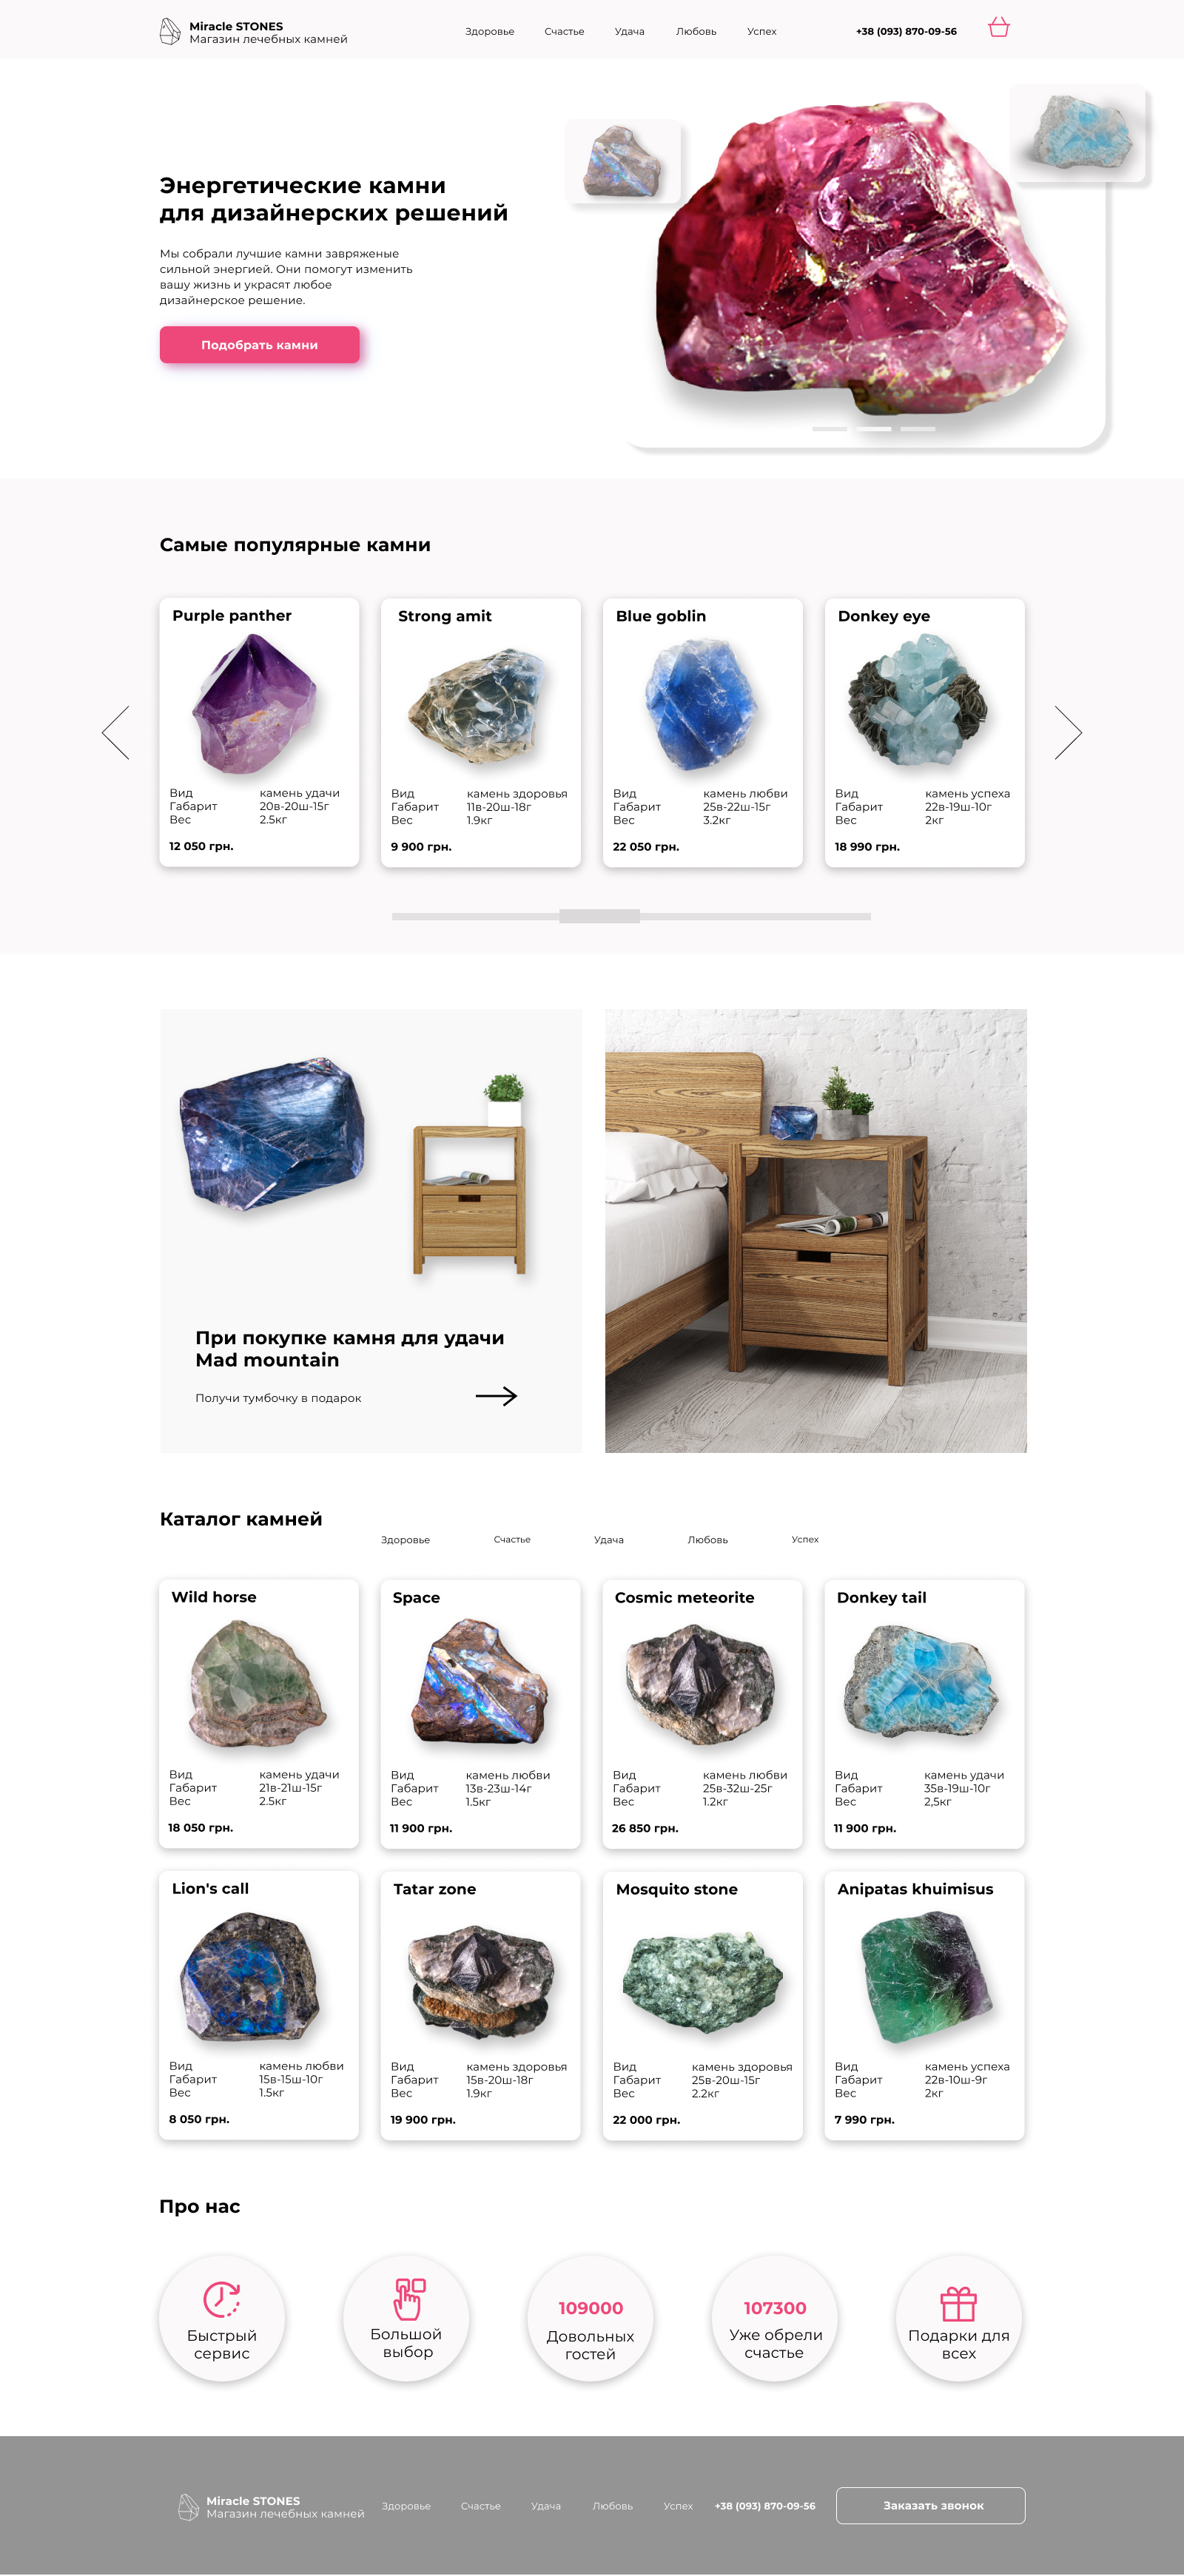 Miracle STONES
Магазин лечебных камней
Здоровье Счастье Удача Любовь Успех
+38 (093) 870-09-56
Энергетические камни
для дизайнерских решений
Мы собрали лучшие камни завряженые
сильной энергией. Они помогут изменить
вашу жизнь и украсят любое
дизайнерское решение.
Подобрать камни
Самые популярные камни
Purple panther
Вид камень удачи
Габарит 20в-20ш-15г
Вес 2.5кг
12 050 грн.
Strong amit
Вид камень здоровья
Габарит 11в-20ш-18г
Вес 1.9кг
9 900 грн.
Blue goblin
Вид камень любви
Габарит 25в-22ш-15г
Вес 3.2кг
22 050 грн.
Donkey eye
Вид камень успеха
Габарит 22в-19ш-10г
Вес 2кг
18 990 грн.
При покупке камня для удачи
Mad mountain
Получи тумбочку в подарок
Каталог камней
Здоровье Счастье Удача Любовь Успех
Wild horse
Вид камень удачи
Габарит 21в-21ш-15г
Вес 2.5кг
18 050 грн.
Space
Вид камень любви
Габарит 13в-23ш-14г
Вес 1.5кг
11 900 грн.
Cosmic meteorite
Вид камень любви
Габарит 25в-32ш-25г
Вес 1.2кг
26 850 грн.
Donkey tail
Вид камень удачи
Габарит 35в-19ш-10г
Вес 2,5кг
11 900 грн.
Lion's call
Вид камень любви
Габарит 15в-15ш-10г
Вес 1.5кг
8 050 грн.
Tatar zone
Вид камень здоровья
Габарит 15в-20ш-18г
Вес 1.9кг
19 900 грн.
Mosquito stone
Вид камень здоровья
Габарит 25в-20ш-15г
Вес 2.2кг
22 000 грн.
Anipatas khuimisus
Вид камень успеха
Габарит 22в-10ш-9г
Вес 2кг
7 990 грн.
Про нас
Быстрый
сервис
Большой
выбор
109000
Довольных
гостей
107300
Уже обрели
счастье
Подарки для
всех
Miracle STONES
Магазин лечебных камней
Здоровье Счастье Удача Любовь Успех
+38 (093) 870-09-56
Заказать звонок